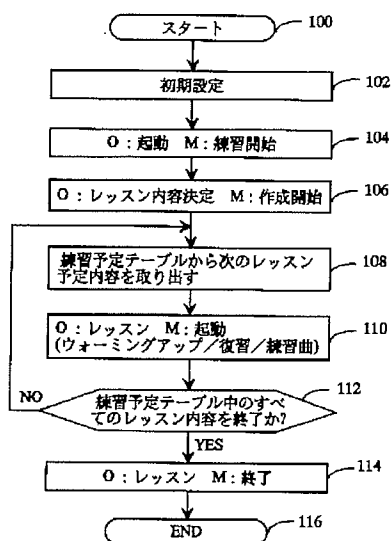 スタート
100
初期設定
102
O:起動 M:練習開始
104
O:レッスン内容決定 M:作成開始
106
練習予定テーブルから次のレッスン
予定内容を取り出す
108
O:レッスン M:起動
(ウォーミングアップ/復習/練習曲)
110
練習予定テーブル中のすべ
てのレッスン内容を終了か?
112
NO
YES
O:レッスン M:終了
114
END
116